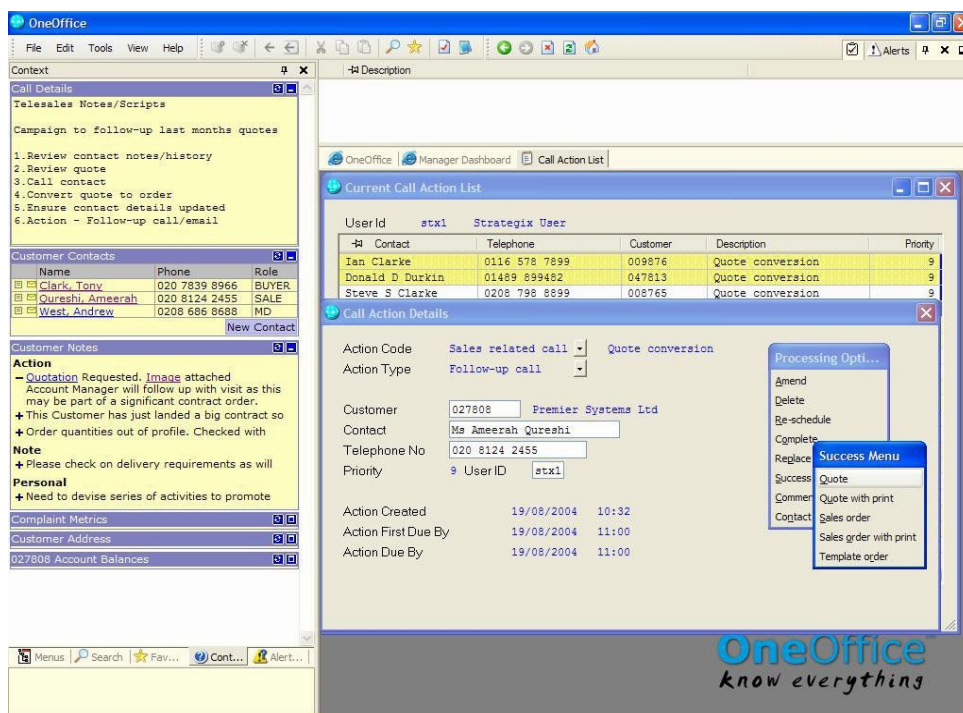 OneOffice
File Edit Tools View Help
Alerts
Context
Description
Call Details
Telesales Notes/Scripts
Campaign to follow-up last months quotes
1.Review contact notes/history
2.Review quote
3.Call contact
4.Convert quote to order
5.Ensure contact details updated
6.Action - Follow-up call/email
Customer Contacts
Name Phone Role
Clark, Tony 020 7839 8966 BUYER
Qureshi, Ameerah 020 8124 2455 SALE
West, Andrew 0208 686 8688 MD
New Contact
Customer Notes
Action
Quotation Requested. Image attached
Account Manager will follow up with visit as this
may be part of a significant contract order.
This Customer has just landed a big contract so
Order quantities out of profile. Checked with
Note
Please check on delivery requirements as will
Personal
Need to devise series of activities to promote
Complaint Metrics
Customer Address
027808 Account Balances
Menus Search Fav... Cont... Alert...
OneOffice Manager Dashboard Call Action List
Current Call Action List
User Id stx1 Strategix User
Contact Telephone Customer Description Priority
Ian Clarke 0116 578 7899 009876 Quote conversion 9
Donald D Durkin 01489 899482 047813 Quote conversion 9
Steve S Clarke 0208 798 8899 008765 Quote conversion 9
Call Action Details
Action Code Sales related call Quote conversion
Action Type Follow-up call
Customer 027808 Premier Systems Ltd
Contact Ms Ameerah Qureshi
Telephone No 020 8124 2455
Priority 9 User ID stx1
Action Created 19/08/2004 10:32
Action First Due By 19/08/2004 11:00
Action Due By 19/08/2004 11:00
Processing Opti...
Amend
Delete
Re-schedule
Complete
Replace
Success
Commen
Contact
Success Menu
Quote
Quote with print
Sales order
Sales order with print
Template order
OneOffice™
know everything